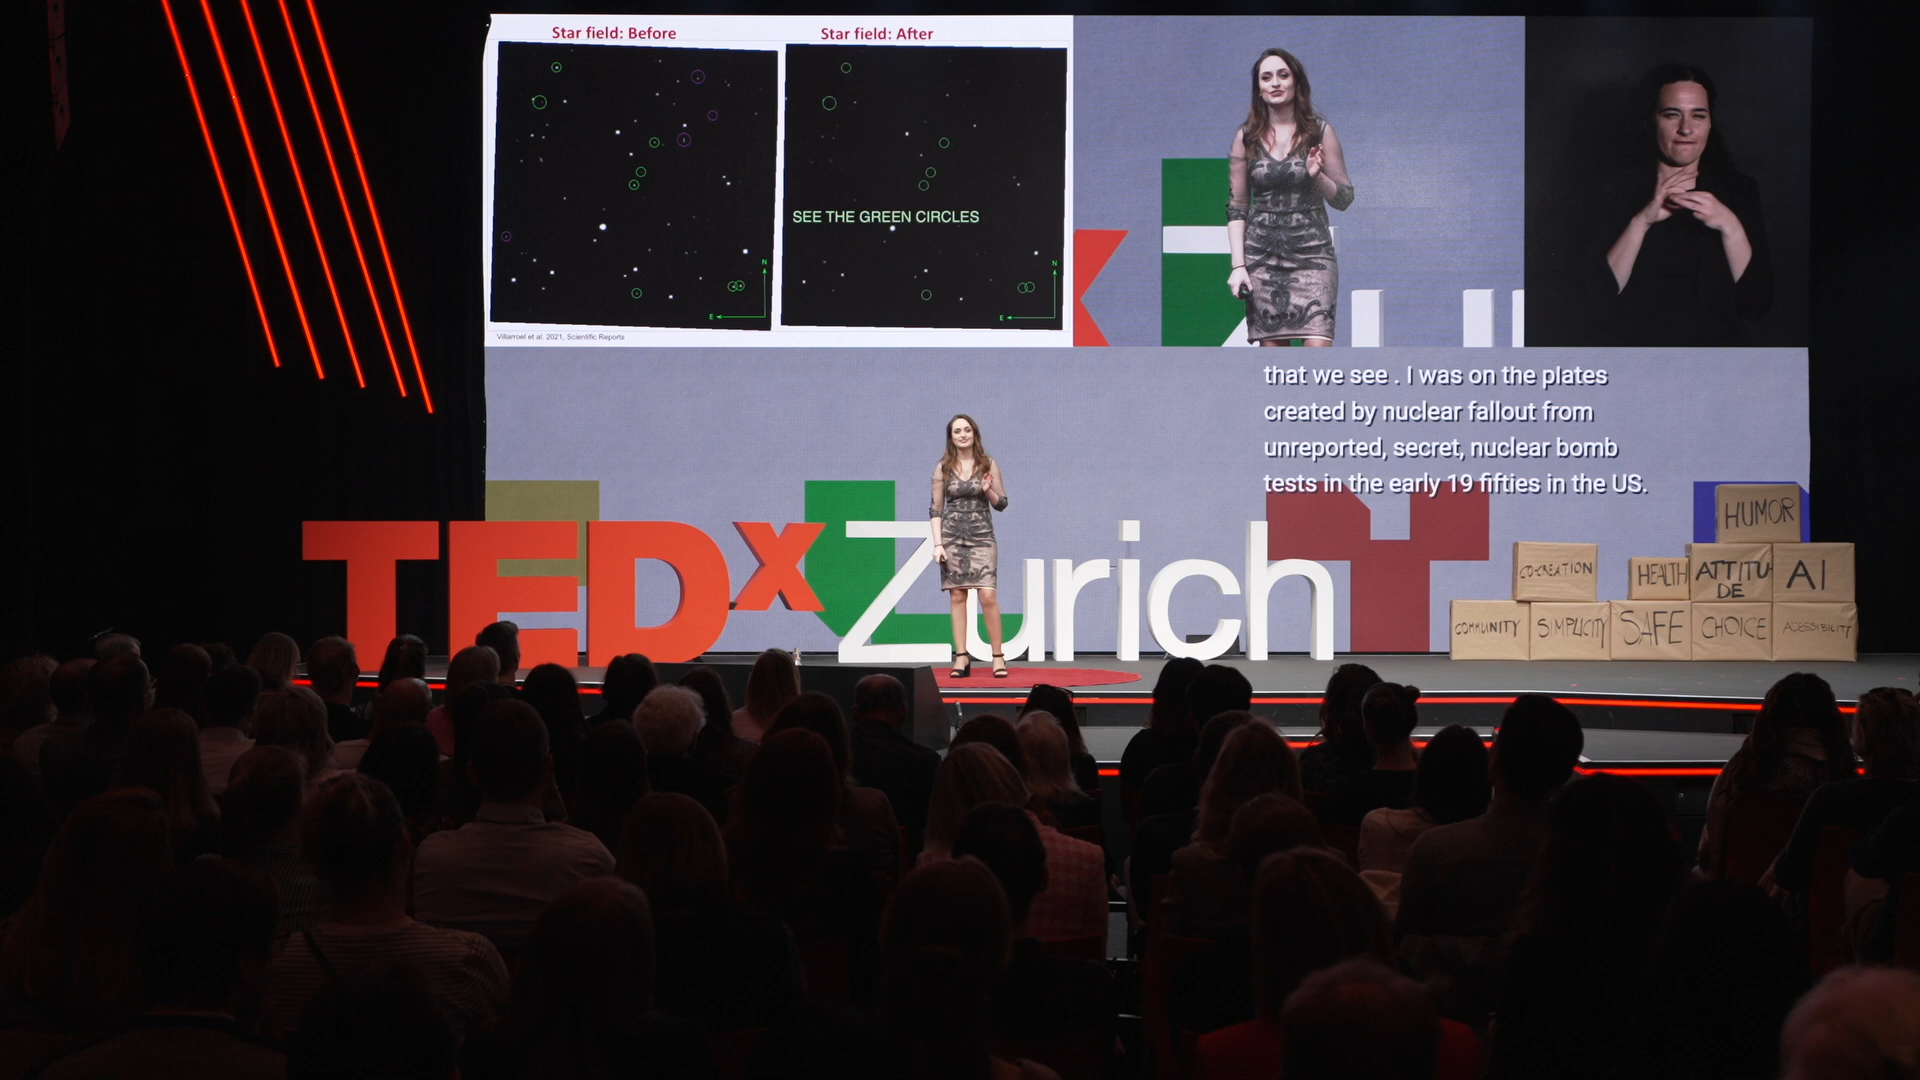 Star field: Before
Star field: After
SEE THE GREEN CIRCLES
N
E
N
E
Villarroel et al. 2021, Scientific Reports
that we see . I was on the plates
created by nuclear fallout from
unreported, secret, nuclear bomb
tests in the early 19 fifties in the US.
TEDx Zurich
HUMOR
CO-CREATION
HEALTH
ATTITU-
DE
AI
COMMUNITY
SIMPLICITY
SAFE
CHOICE
ACESSIBILITY